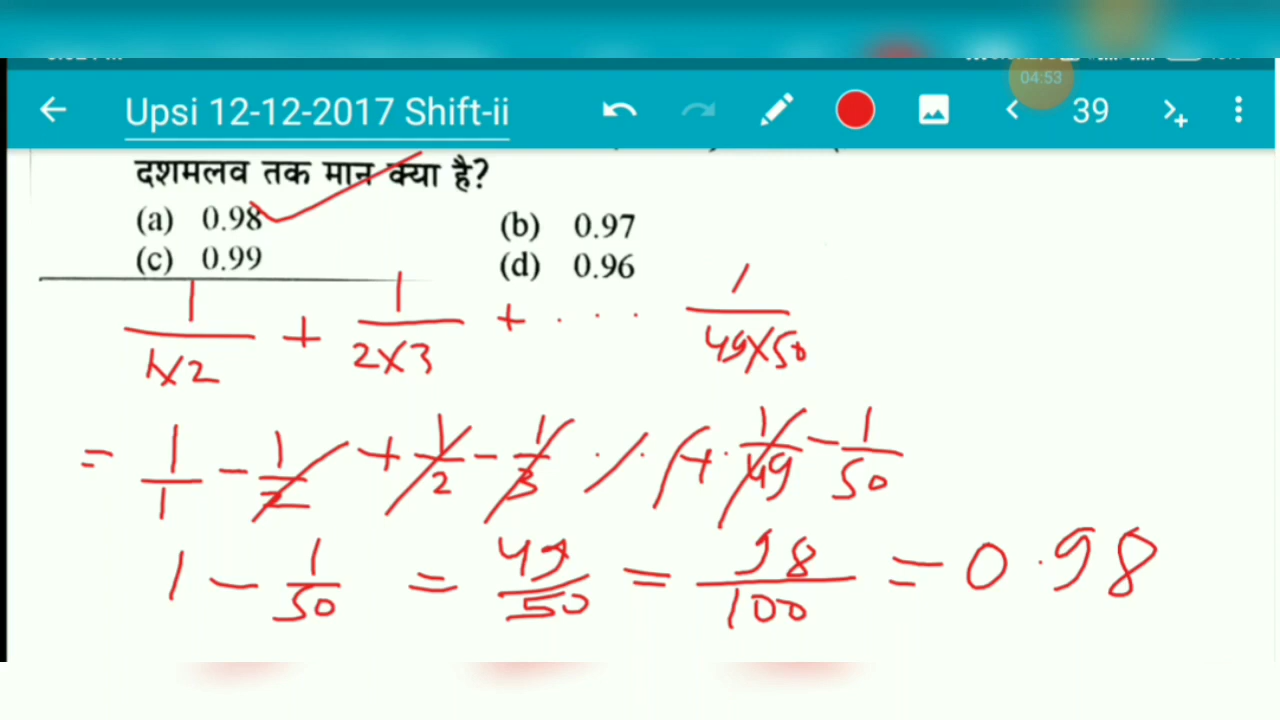 04:53
Upsi 12-12-2017 Shift-ii 39
दशमलव तक मान क्या है?
(a) 0.98 (b) 0.97
(c) 0.99 (d) 0.96
1/1×2 + 1/2×3 + . . . 1/49×50
= 1/1 - 1/2 + 1/2 - 1/3 . . + . 1/49 - 1/50
1 - 1/50 = 49/50 = 98/100 = 0.98